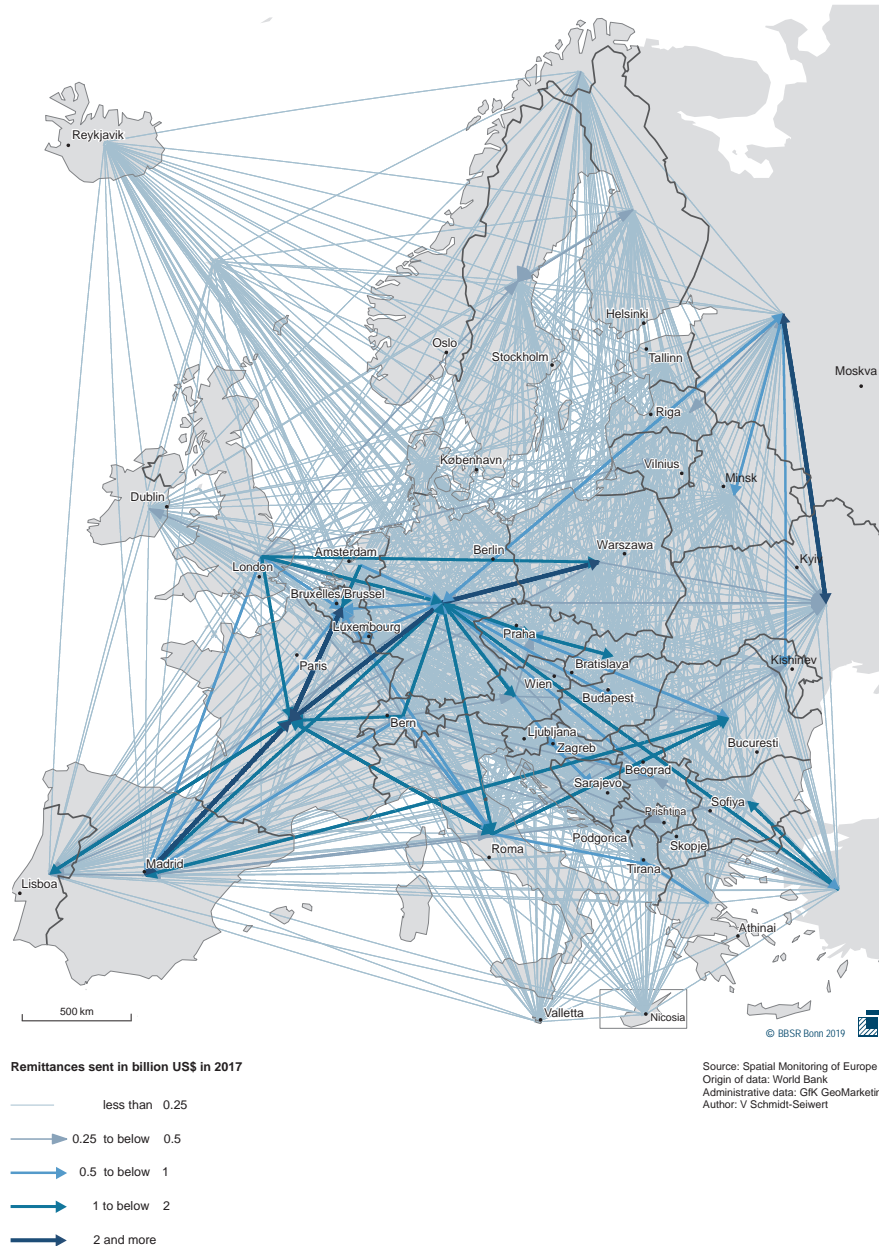 Reykjavik
Helsinki
Oslo
Stockholm
Tallinn
Moskva
Riga
København
Vilnius
Minsk
Dublin
Amsterdam
Berlin
Warszawa
London
Kyiv
Bruxelles/Brussel
Luxembourg
Praha
Paris
Bratislava
Kishinev
Wien
Budapest
Bern
Ljubljana
Zagreb
Bucuresti
Beograd
Sarajevo
Sofiya
Prishtina
Podgorica
Skopje
Roma
Tirana
Madrid
Lisboa
Athinai
500 km
Valletta
Nicosia
© BBSR Bonn 2019
Remittances sent in billion US$ in 2017
less than 0.25
0.25 to below 0.5
0.5 to below 1
1 to below 2
2 and more
Source: Spatial Monitoring of Europe
Origin of data: World Bank
Administrative data: GfK GeoMarketin
Author: V Schmidt-Seiwert